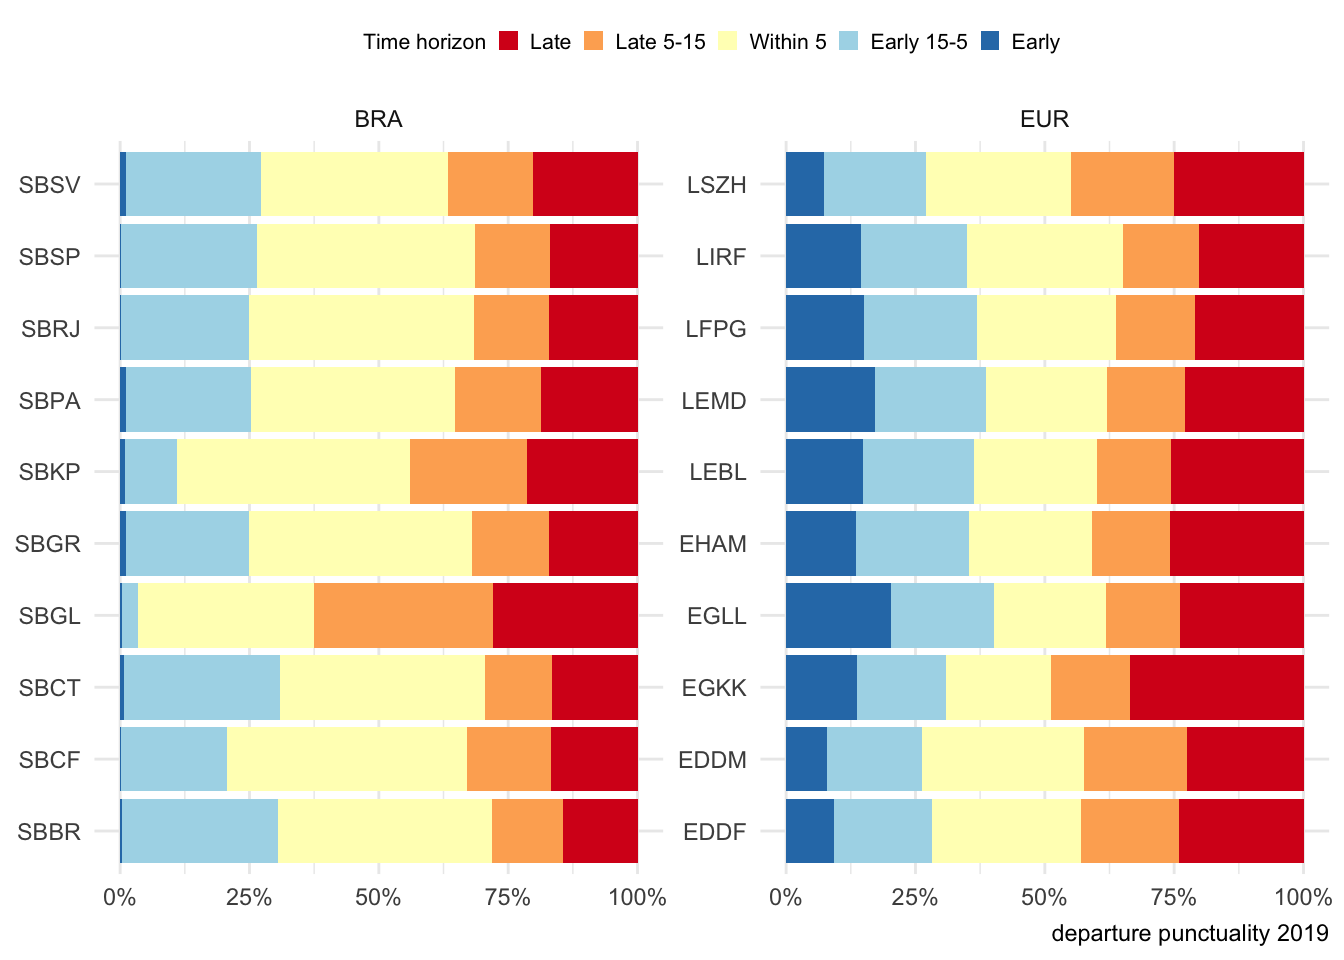 Time horizon Late Late 5-15 Within 5 Early 15-5 Early
BRA
EUR
SBSV
SBSP
SBRJ
SBPA
SBKP
SBGR
SBGL
SBCT
SBCF
SBBR
0% 25% 50% 75% 100%
LSZH
LIRF
LFPG
LEMD
LEBL
EHAM
EGLL
EGKK
EDDM
EDDF
0% 25% 50% 75% 100%
departure punctuality 2019